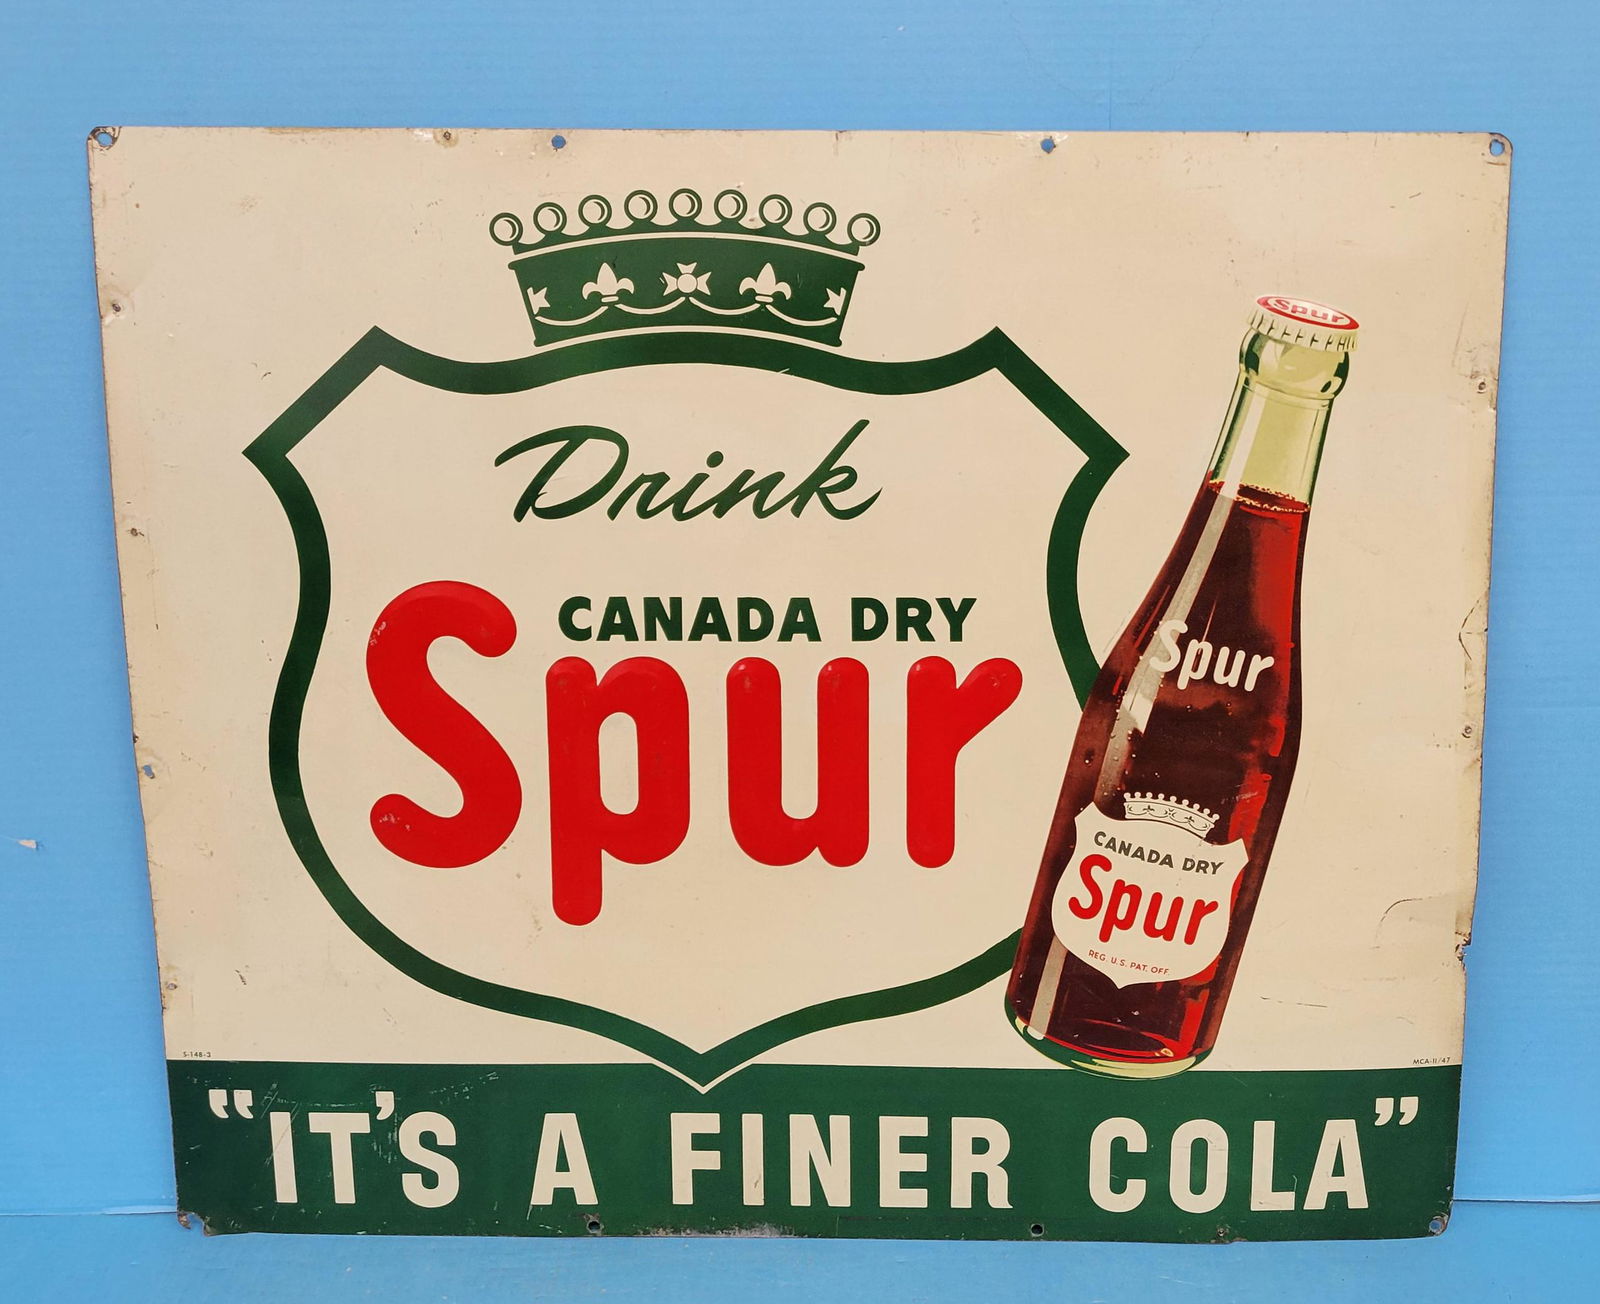 Spur
Drink
CANADA DRY
Spur
Spur
CANADA DRY
Spur
REG. U.S. PAT. OFF.
S-148-3
MCA-11/47
"IT'S A FINER COLA"